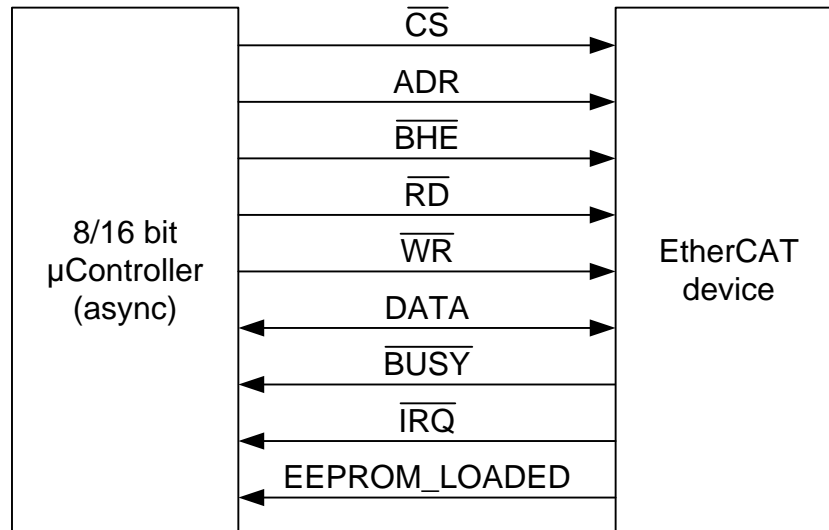 CS
ADR
BHE
RD
WR
DATA
BUSY
IRQ
EEPROM_LOADED
8/16 bit
µController
(async)
EtherCAT
device